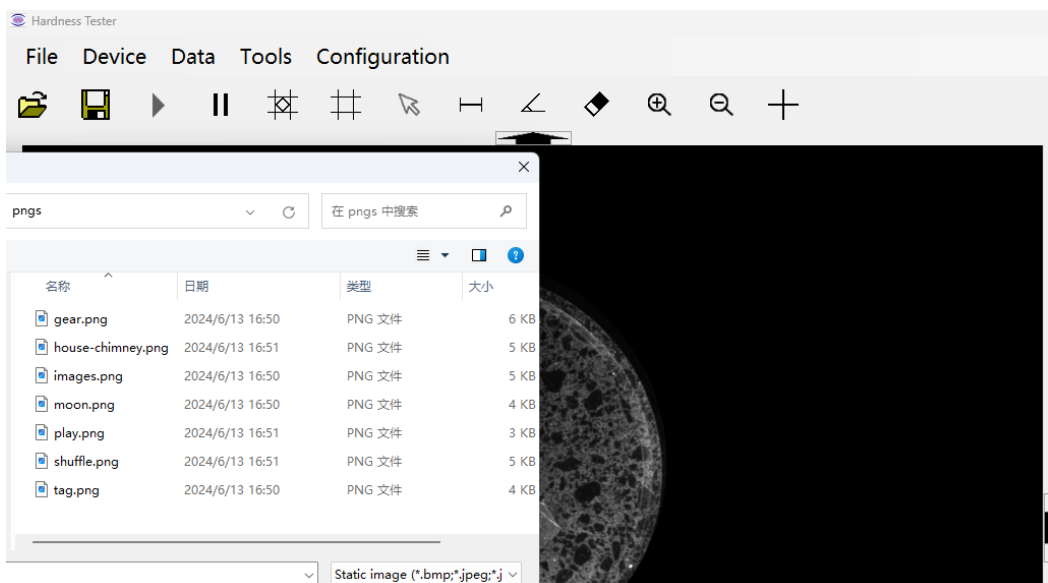 Hardness Tester
File Device Data Tools Configuration
pngs 在 pngs 中搜索
?
名称 日期 类型 大小
gear.png 2024/6/13 16:50 PNG 文件 6 KB
house-chimney.png 2024/6/13 16:51 PNG 文件 5 KB
images.png 2024/6/13 16:50 PNG 文件 5 KB
moon.png 2024/6/13 16:50 PNG 文件 4 KB
play.png 2024/6/13 16:51 PNG 文件 3 KB
shuffle.png 2024/6/13 16:51 PNG 文件 5 KB
tag.png 2024/6/13 16:50 PNG 文件 4 KB
Static image (*.bmp;*.jpeg;*.j